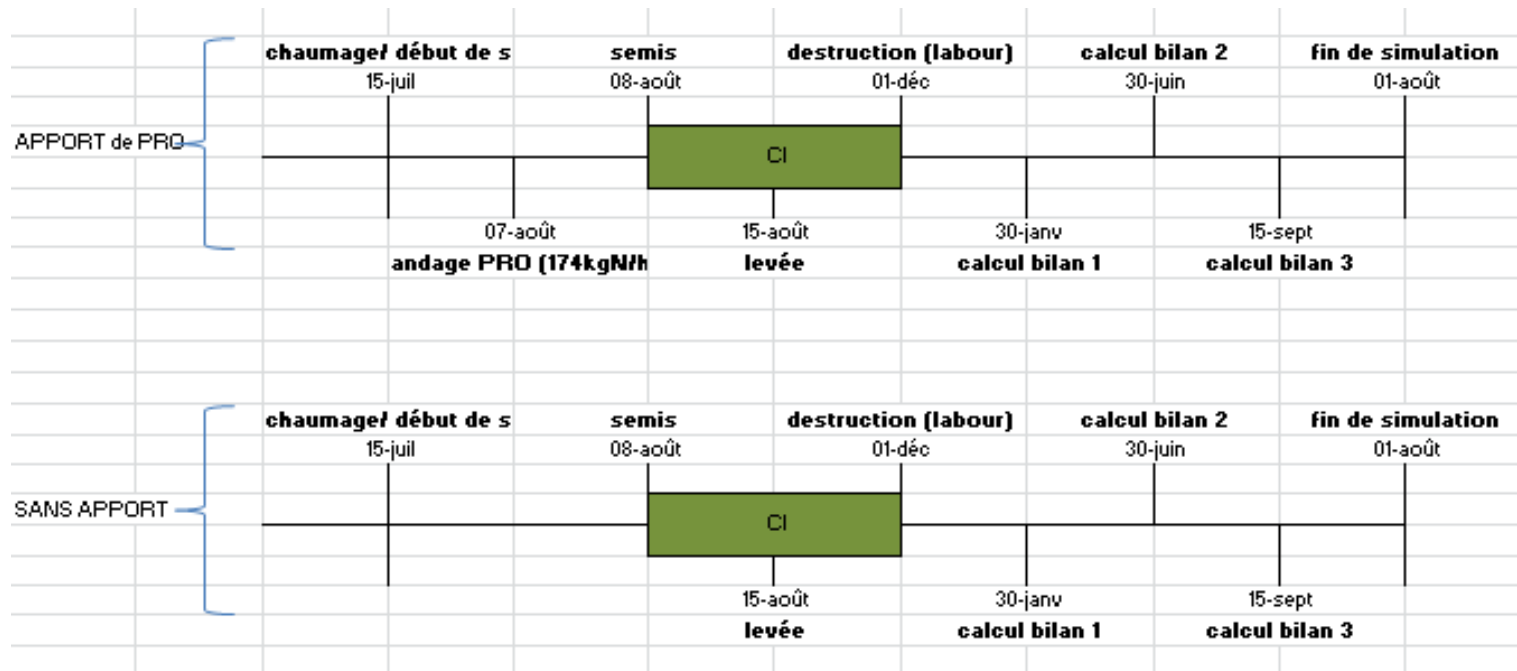 chaumage/ début de s semis destruction (labour) calcul bilan 2 fin de simulation
15-juil 08-août 01-déc 30-juin 01-août
APPORT de PRO
CI
07-août 15-août 30-janv 15-sept
andage PRO (174kgN/h levée calcul bilan 1 calcul bilan 3
chaumage/ début de s semis destruction (labour) calcul bilan 2 fin de simulation
15-juil 08-août 01-déc 30-juin 01-août
SANS APPORT
CI
15-août 30-janv 15-sept
levée calcul bilan 1 calcul bilan 3